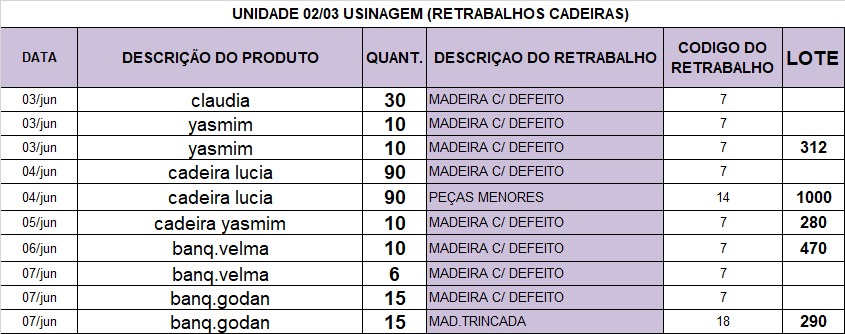 UNIDADE 02/03 USINAGEM (RETRABALHOS CADEIRAS)
DATA DESCRIÇÃO DO PRODUTO QUANT. DESCRIÇAO DO RETRABALHO CODIGO DO RETRABALHO LOTE
03/jun claudia 30 MADEIRA C/ DEFEITO 7
03/jun yasmim 10 MADEIRA C/ DEFEITO 7
03/jun yasmim 10 MADEIRA C/ DEFEITO 7 312
04/jun cadeira lucia 90 MADEIRA C/ DEFEITO 7
04/jun cadeira lucia 90 PEÇAS MENORES 14 1000
05/jun cadeira yasmim 10 MADEIRA C/ DEFEITO 7 280
06/jun banq.velma 10 MADEIRA C/ DEFEITO 7 470
07/jun banq.velma 6 MADEIRA C/ DEFEITO 7
07/jun banq.godan 15 MADEIRA C/ DEFEITO 7
07/jun banq.godan 15 MAD.TRINCADA 18 290